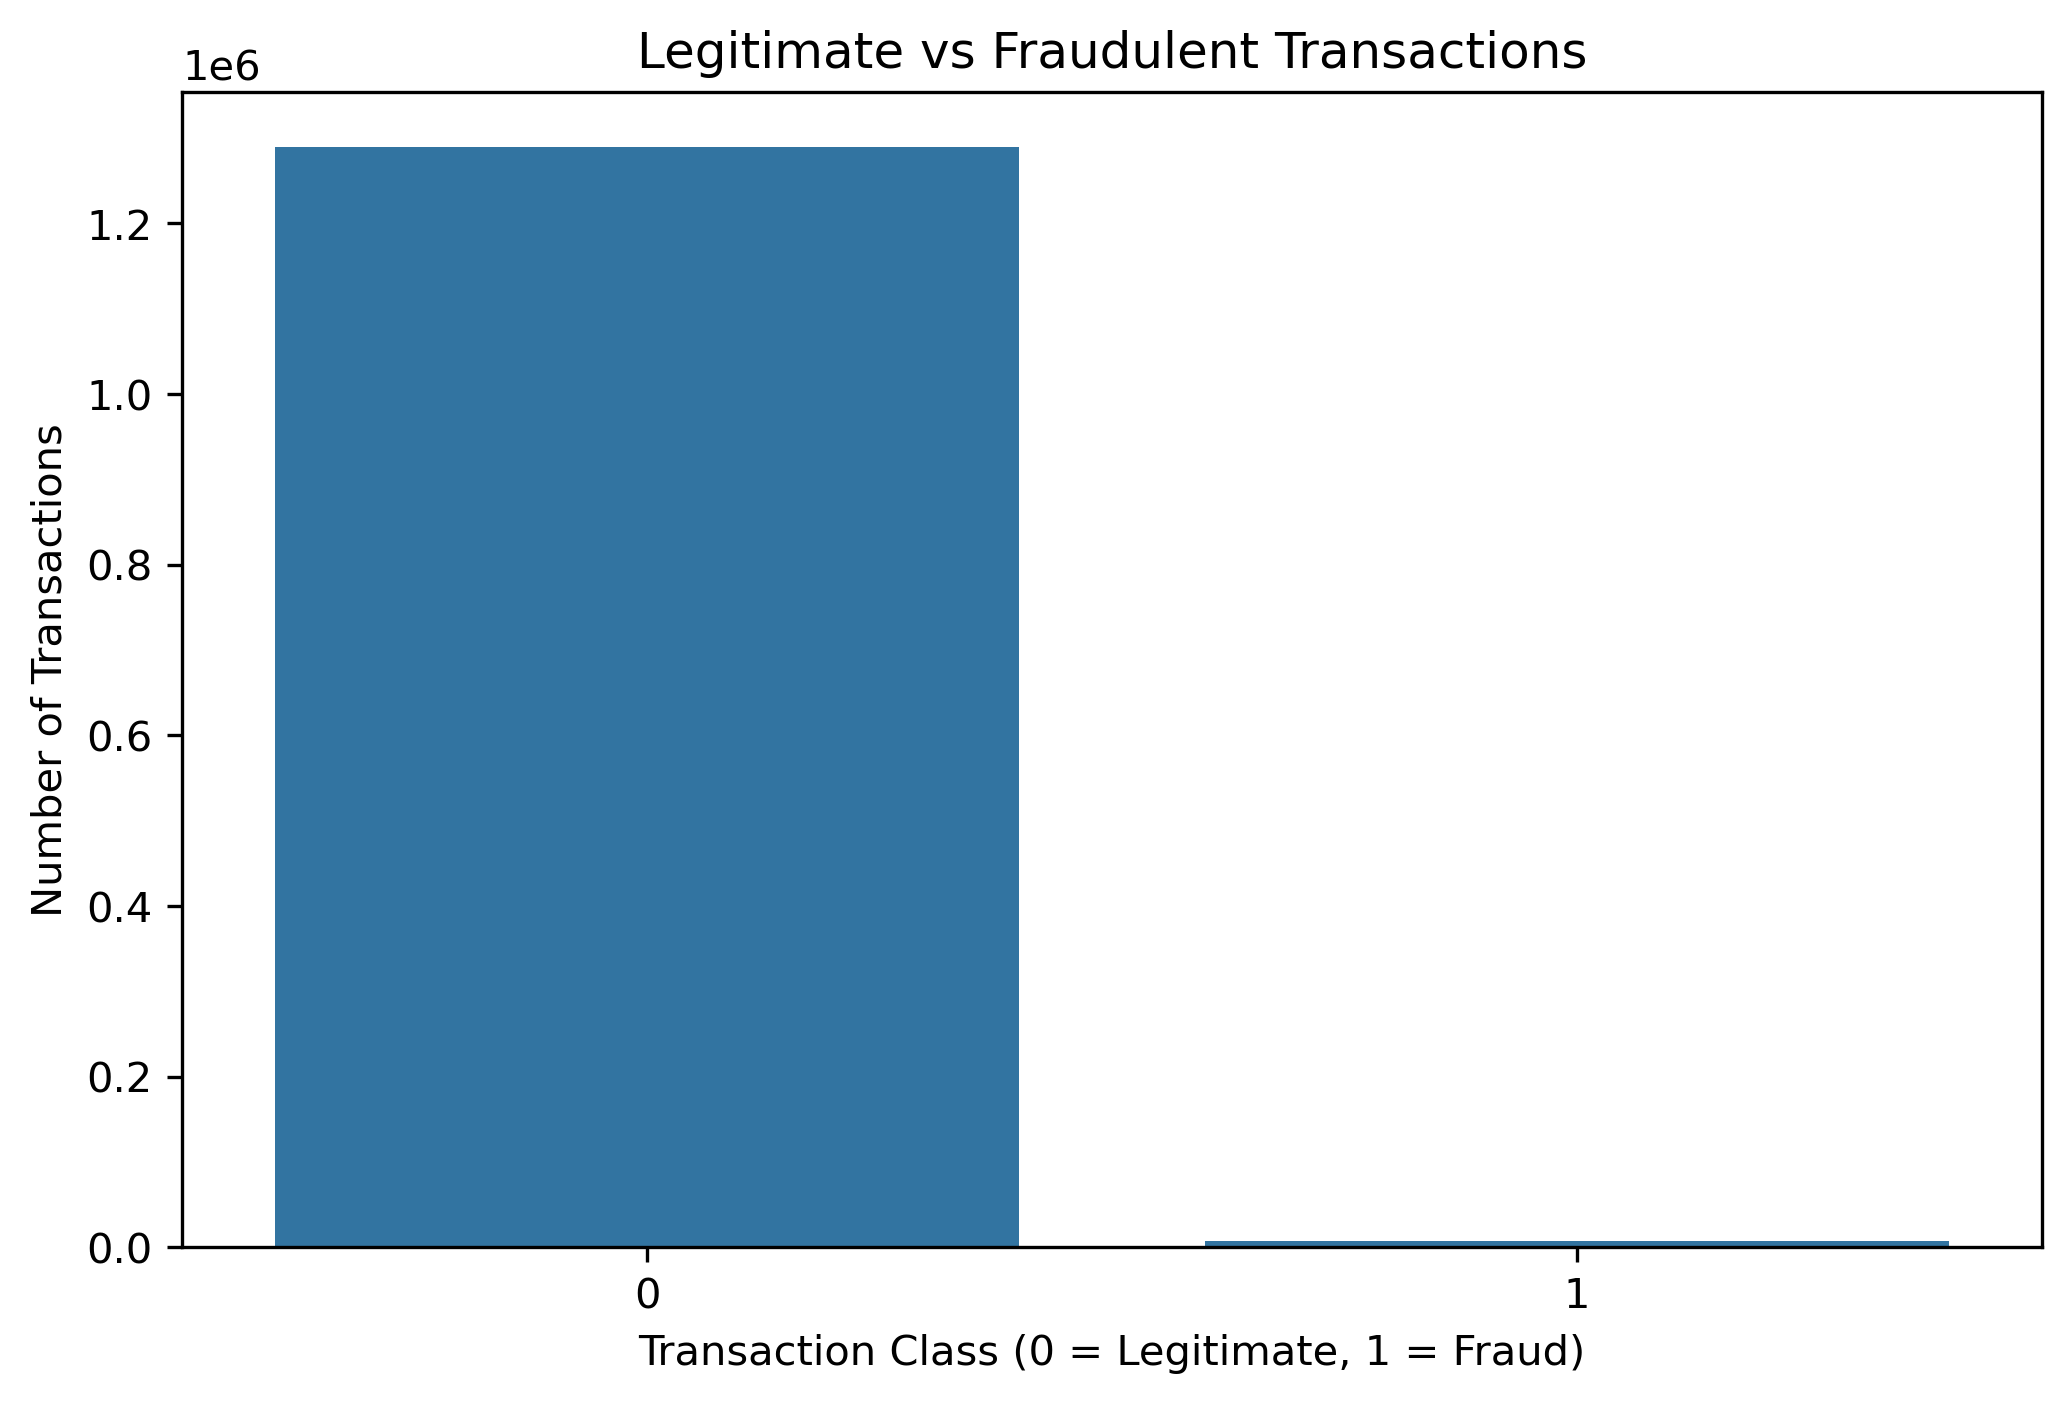 Legitimate vs Fraudulent Transactions
1e6
1.2
1.0
0.8
0.6
0.4
0.2
0.0
Number of Transactions
0 1
Transaction Class (0 = Legitimate, 1 = Fraud)